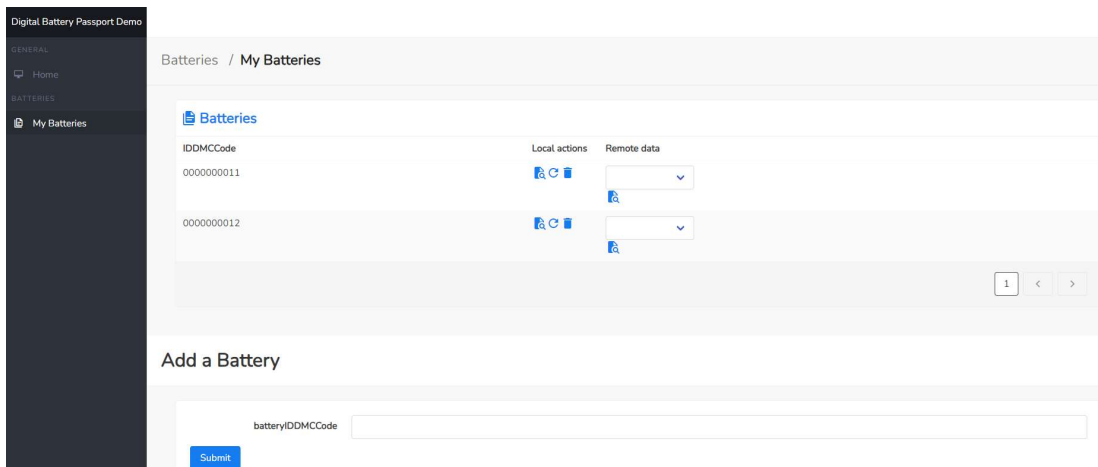 Digital Battery Passport Demo
GENERAL
Home
BATTERIES
My Batteries
Batteries / My Batteries
Batteries
IDDMCCode Local actions Remote data
0000000011
0000000012
1 < >
Add a Battery
batteryIDDMCCode
Submit